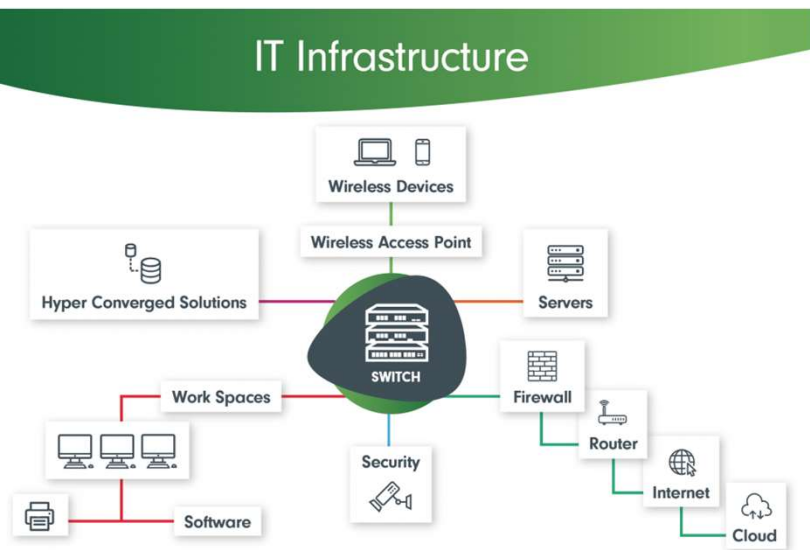 IT Infrastructure
Wireless Devices
Wireless Access Point
Hyper Converged Solutions
Servers
SWITCH
Work Spaces
Firewall
Router
Security
Internet
Software
Cloud